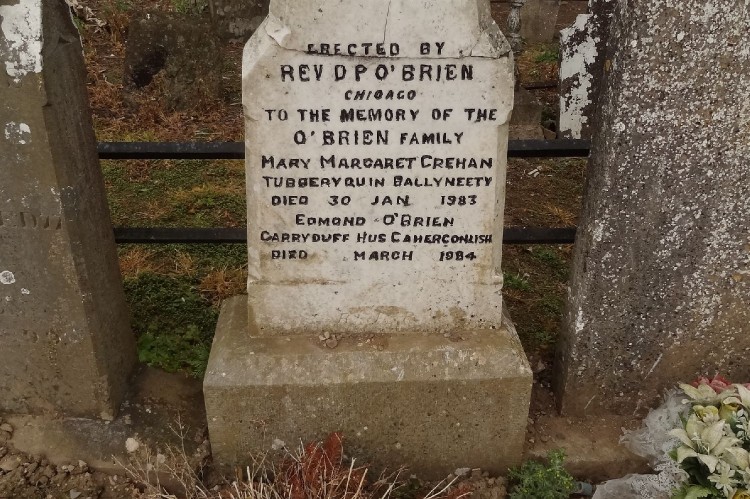 ERECTED BY
REV D P O'BRIEN
CHICAGO
TO THE MEMORY OF THE
O'BRIEN FAMILY
MARY MARGARET CREHAN
TUBBERYQUIN BALLYNEETY
DIED 30 JAN 1983
EDMOND O'BRIEN
GARRYDUFF HUS CAHERCONLISH
DIED MARCH 1984